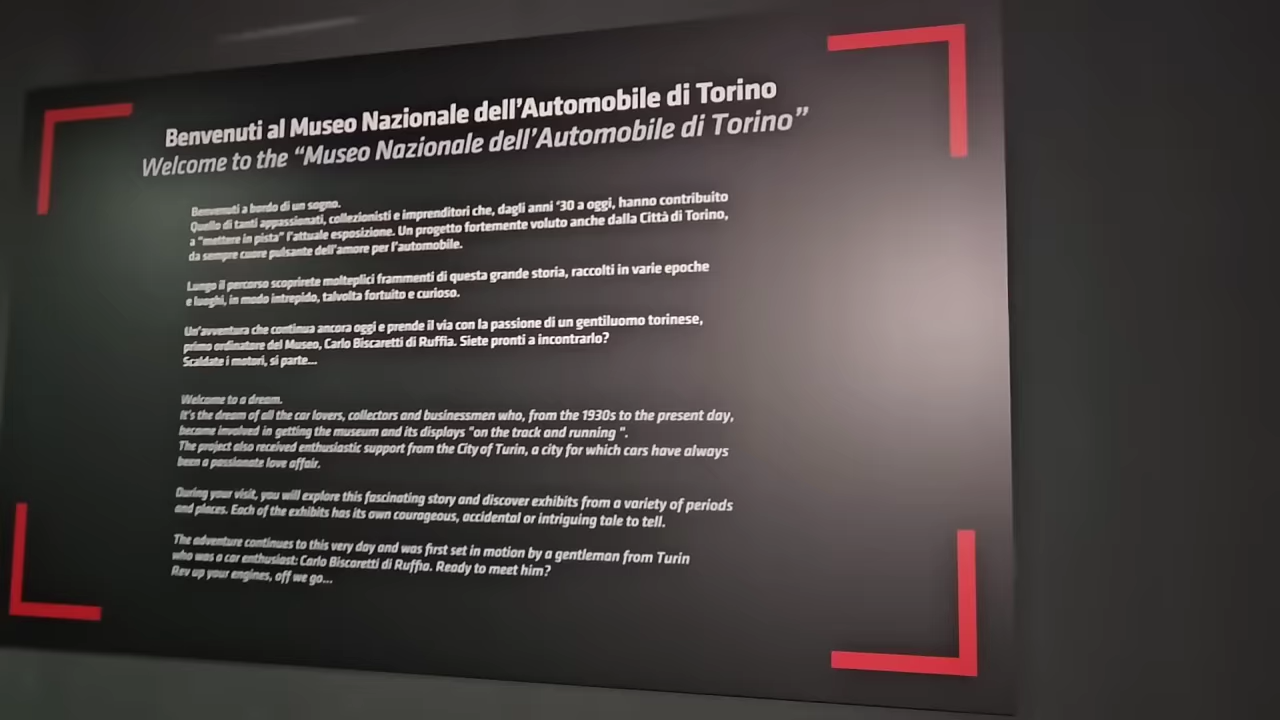 Benvenuti al Museo Nazionale dell'Automobile di Torino
Welcome to the “Museo Nazionale dell'Automobile di Torino”
Benvenuti a bordo di un sogno.
Quello di tanti appassionati, collezionisti e imprenditori che, dagli anni '30 a oggi, hanno contribuito
a “mettere in pista” l'attuale esposizione. Un progetto fortemente voluto anche dalla Città di Torino,
da sempre cuore pulsante dell'amore per l'automobile.
Lungo il percorso scoprirete molteplici frammenti di questa grande storia, raccolti in varie epoche
e luoghi, in modo intrepido, talvolta fortuito e curioso.
Un'avventura che continua ancora oggi e prende il via con la passione di un gentiluomo torinese,
primo ordinatore del Museo, Carlo Biscaretti di Ruffia. Siete pronti a incontrarlo?
Scaldate i motori, si parte...
Welcome to a dream.
It's the dream of all the car lovers, collectors and businessmen who, from the 1930s to the present day,
became involved in getting the museum and its displays "on the track and running ".
The project also received enthusiastic support from the City of Turin, a city for which cars have always
been a passionate love affair.
During your visit, you will explore this fascinating story and discover exhibits from a variety of periods
and places. Each of the exhibits has its own courageous, accidental or intriguing tale to tell.
The adventure continues to this very day and was first set in motion by a gentleman from Turin
who was a car enthusiast: Carlo Biscaretti di Ruffia. Ready to meet him?
Rev up your engines, off we go...